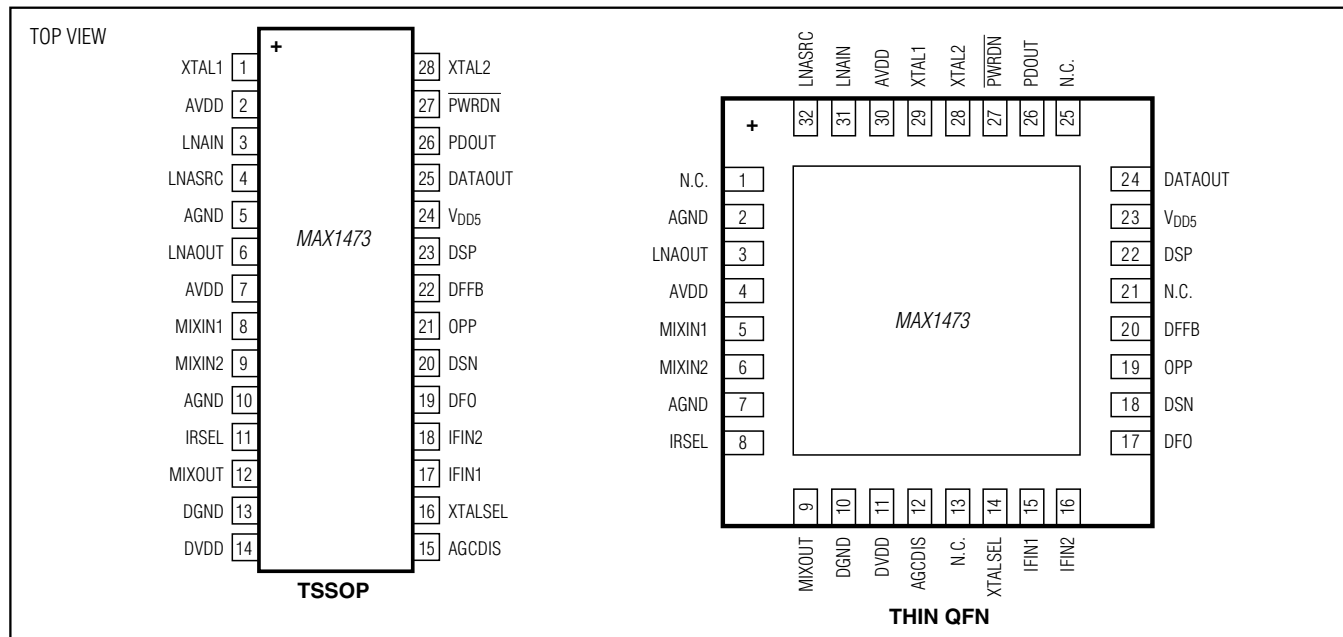 TOP VIEW
+
XTAL1 1
AVDD 2
LNAIN 3
LNASRC 4
AGND 5
LNAOUT 6
AVDD 7
MIXIN1 8
MIXIN2 9
AGND 10
IRSEL 11
MIXOUT 12
DGND 13
DVDD 14
MAX1473
28 XTAL2
27 PWRDN
26 PDOUT
25 DATAOUT
24 VDD5
23 DSP
22 DFFB
21 OPP
20 DSN
19 DFO
18 IFIN2
17 IFIN1
16 XTALSEL
15 AGCDIS
TSSOP
LNASRC LNAIN AVDD XTAL1 XTAL2 PWRDN PDOUT N.C.
32 31 30 29 28 27 26 25
+
N.C. 1
AGND 2
LNAOUT 3
AVDD 4
MIXIN1 5
MIXIN2 6
AGND 7
IRSEL 8
MAX1473
24 DATAOUT
23 VDD5
22 DSP
21 N.C.
20 DFFB
19 OPP
18 DSN
17 DFO
9 10 11 12 13 14 15 16
MIXOUT DGND DVDD AGCDIS N.C. XTALSEL IFIN1 IFIN2
THIN QFN